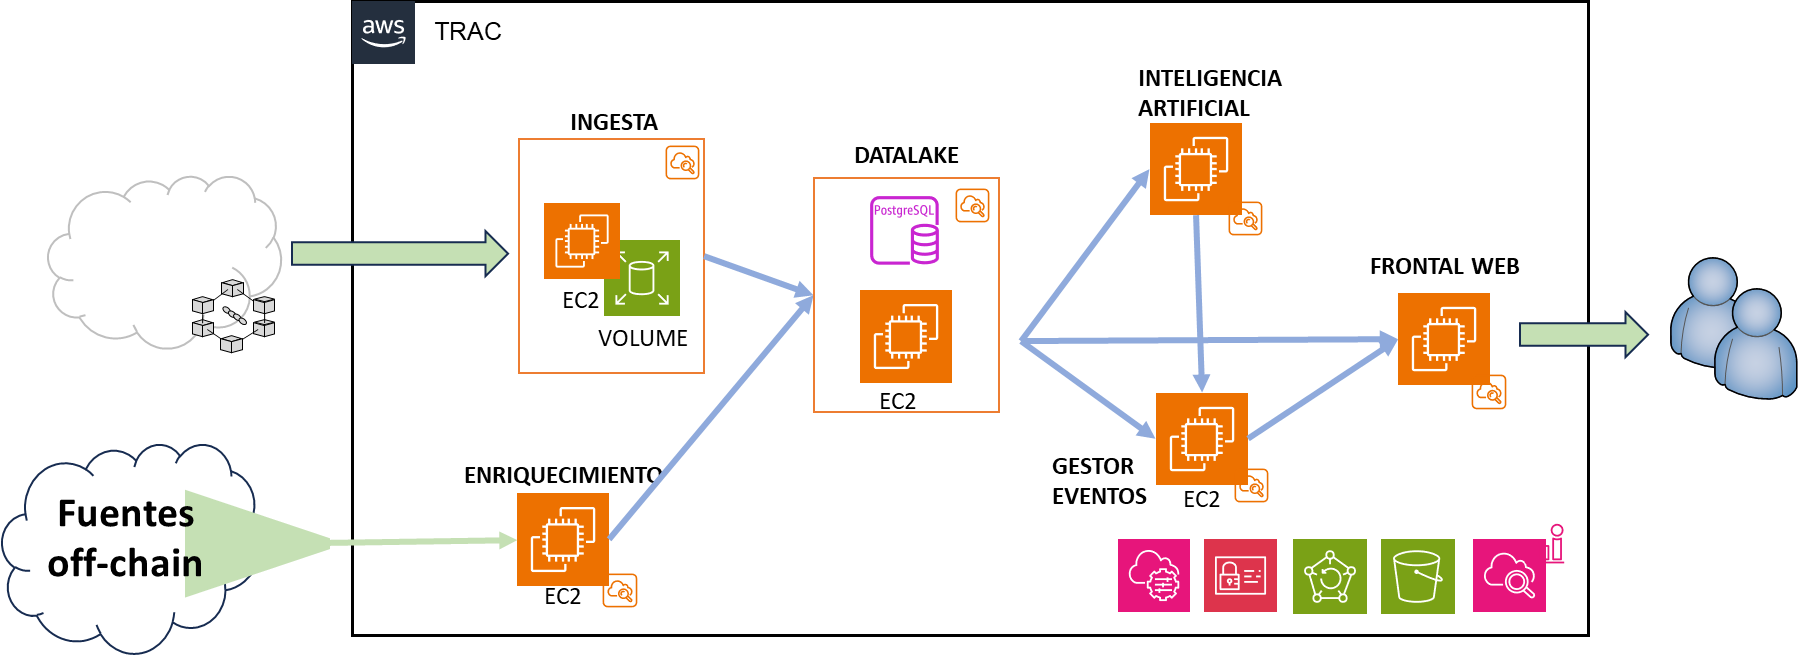 aws
TRAC
INGESTA
EC2
VOLUME
DATALAKE
PostgreSQL
EC2
INTELIGENCIA
ARTIFICIAL
FRONTAL WEB
GESTOR
EVENTOS
EC2
ENRIQUECIMIENTO
EC2
Fuentes
off-chain